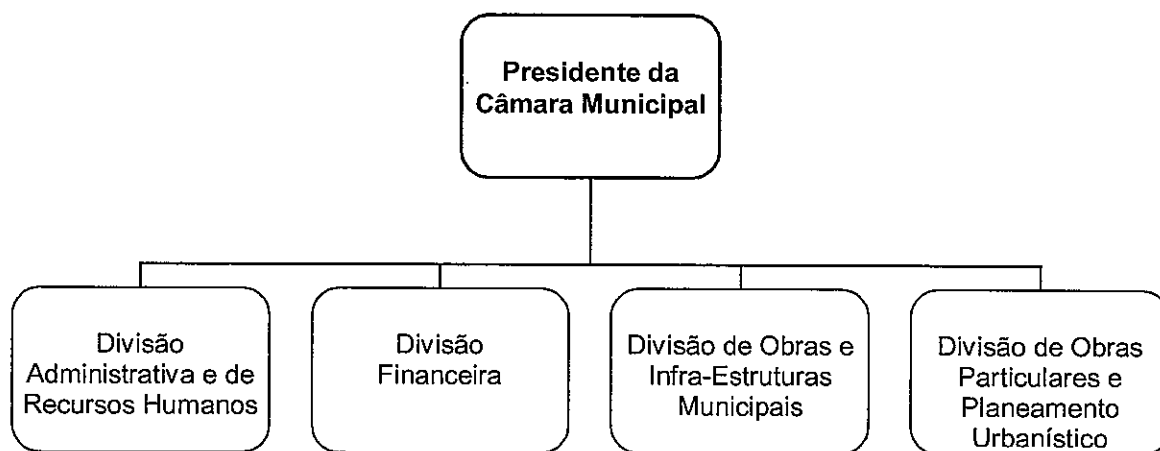 Presidente da
Câmara Municipal
Divisão
Administrativa e de
Recursos Humanos
Divisão
Financeira
Divisão de Obras e
Infra-Estruturas
Municipais
Divisão de Obras
Particulares e
Planeamento
Urbanístico